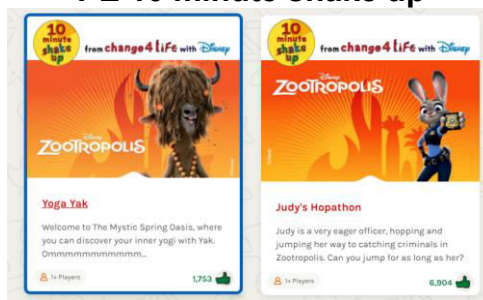 10 minute shake up
10
minute
shake
up
from change4Life with Disney
Disney
ZOOTROPOLIS
Yoga Yak
Welcome to The Mystic Spring Oasis, where
you can discover your inner yogi with Yak.
Ommmmmmmmmm...
1+ Players
1,753
10
minute
shake
up
from change4Life with Disney
Disney
ZOOTROPOLIS
Judy's Hopathon
Judy is a very eager officer, hopping and
jumping her way to catching criminals in
Zootropolis. Can you jump for as long as her?
1+ Players
6,904